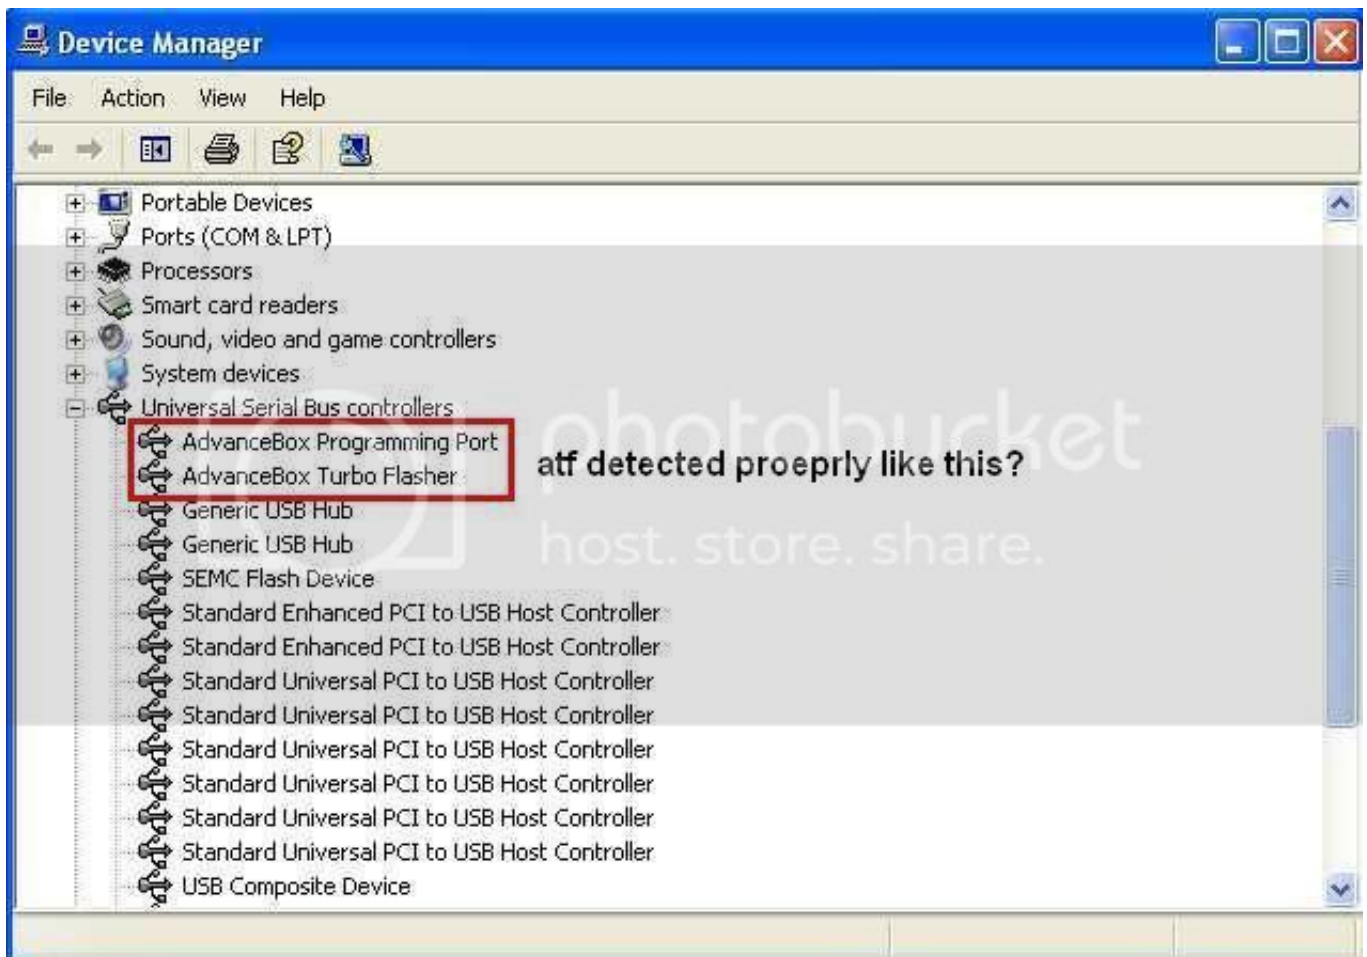 Device Manager
File Action View Help
Portable Devices
Ports (COM & LPT)
Processors
Smart card readers
Sound, video and game controllers
System devices
Universal Serial Bus controllers
AdvanceBox Programming Port
AdvanceBox Turbo Flasher
atf detected proeprly like this?
Generic USB Hub
Generic USB Hub
SEMC Flash Device
Standard Enhanced PCI to USB Host Controller
Standard Enhanced PCI to USB Host Controller
Standard Universal PCI to USB Host Controller
Standard Universal PCI to USB Host Controller
Standard Universal PCI to USB Host Controller
Standard Universal PCI to USB Host Controller
Standard Universal PCI to USB Host Controller
Standard Universal PCI to USB Host Controller
USB Composite Device
photobucket
host. store. share.